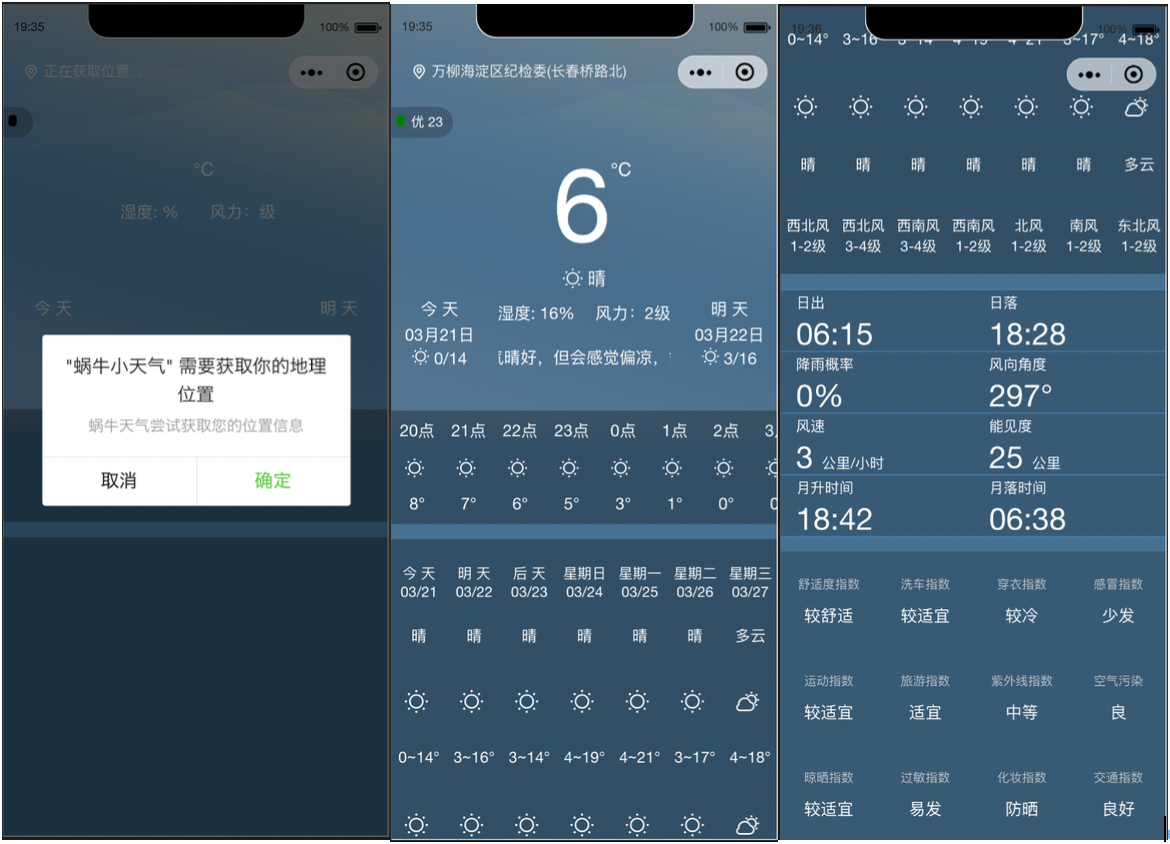 19:35
100%
正在获取位置...
°C
湿度: % 风力: 级
今 天 明 天
"蜗牛小天气" 需要获取你的地理
位置
蜗牛天气尝试获取您的位置信息
取消 确定
19:35
100%
万柳海淀区纪检委(长春桥路北)
优 23
6 °C
晴
今 天
03月21日
0/14
湿度: 16% 风力: 2级
晴好，但会感觉偏凉，
明 天
03月22日
3/16
20点 21点 22点 23点 0点 1点 2点
8° 7° 6° 5° 3° 1° 0°
今 天 明 天 后 天 星期日 星期一 星期二 星期三
03/21 03/22 03/23 03/24 03/25 03/26 03/27
晴 晴 晴 晴 晴 晴 多云
0~14° 3~16° 3~14° 4~19° 4~21° 3~17° 4~18°
19:36
100%
0~14° 3~16 3~14 4~19 4~21 3~17° 4~18°
晴 晴 晴 晴 晴 晴 多云
西北风 西北风 西南风 西南风 北风 南风 东北风
1-2级 3-4级 3-4级 1-2级 1-2级 1-2级 1-2级
日出 日落
06:15 18:28
降雨概率 风向角度
0% 297°
风速 能见度
3 公里/小时 25 公里
月升时间 月落时间
18:42 06:38
舒适度指数 洗车指数 穿衣指数 感冒指数
较舒适 较适宜 较冷 少发
运动指数 旅游指数 紫外线指数 空气污染
较适宜 适宜 中等 良
晾晒指数 过敏指数 化妆指数 交通指数
较适宜 易发 防晒 良好